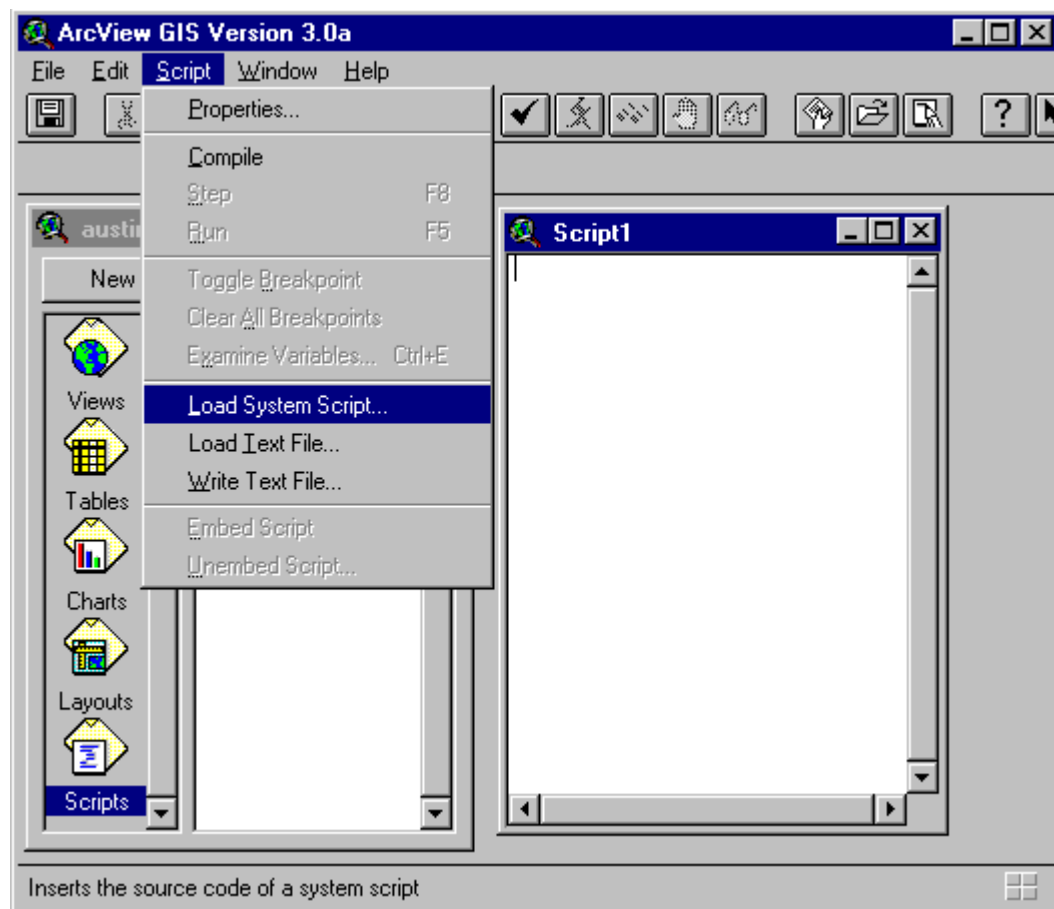 ArcView GIS Version 3.0a
File Edit Script Window Help
Properties...
Compile
Step F8
Run F5
Toggle Breakpoint
Clear All Breakpoints
Examine Variables... Ctrl+E
Load System Script...
Load Text File...
Write Text File...
Embed Script
Unembed Script...
?
New
Views
Tables
Charts
Layouts
Scripts
Script1
Inserts the source code of a system script